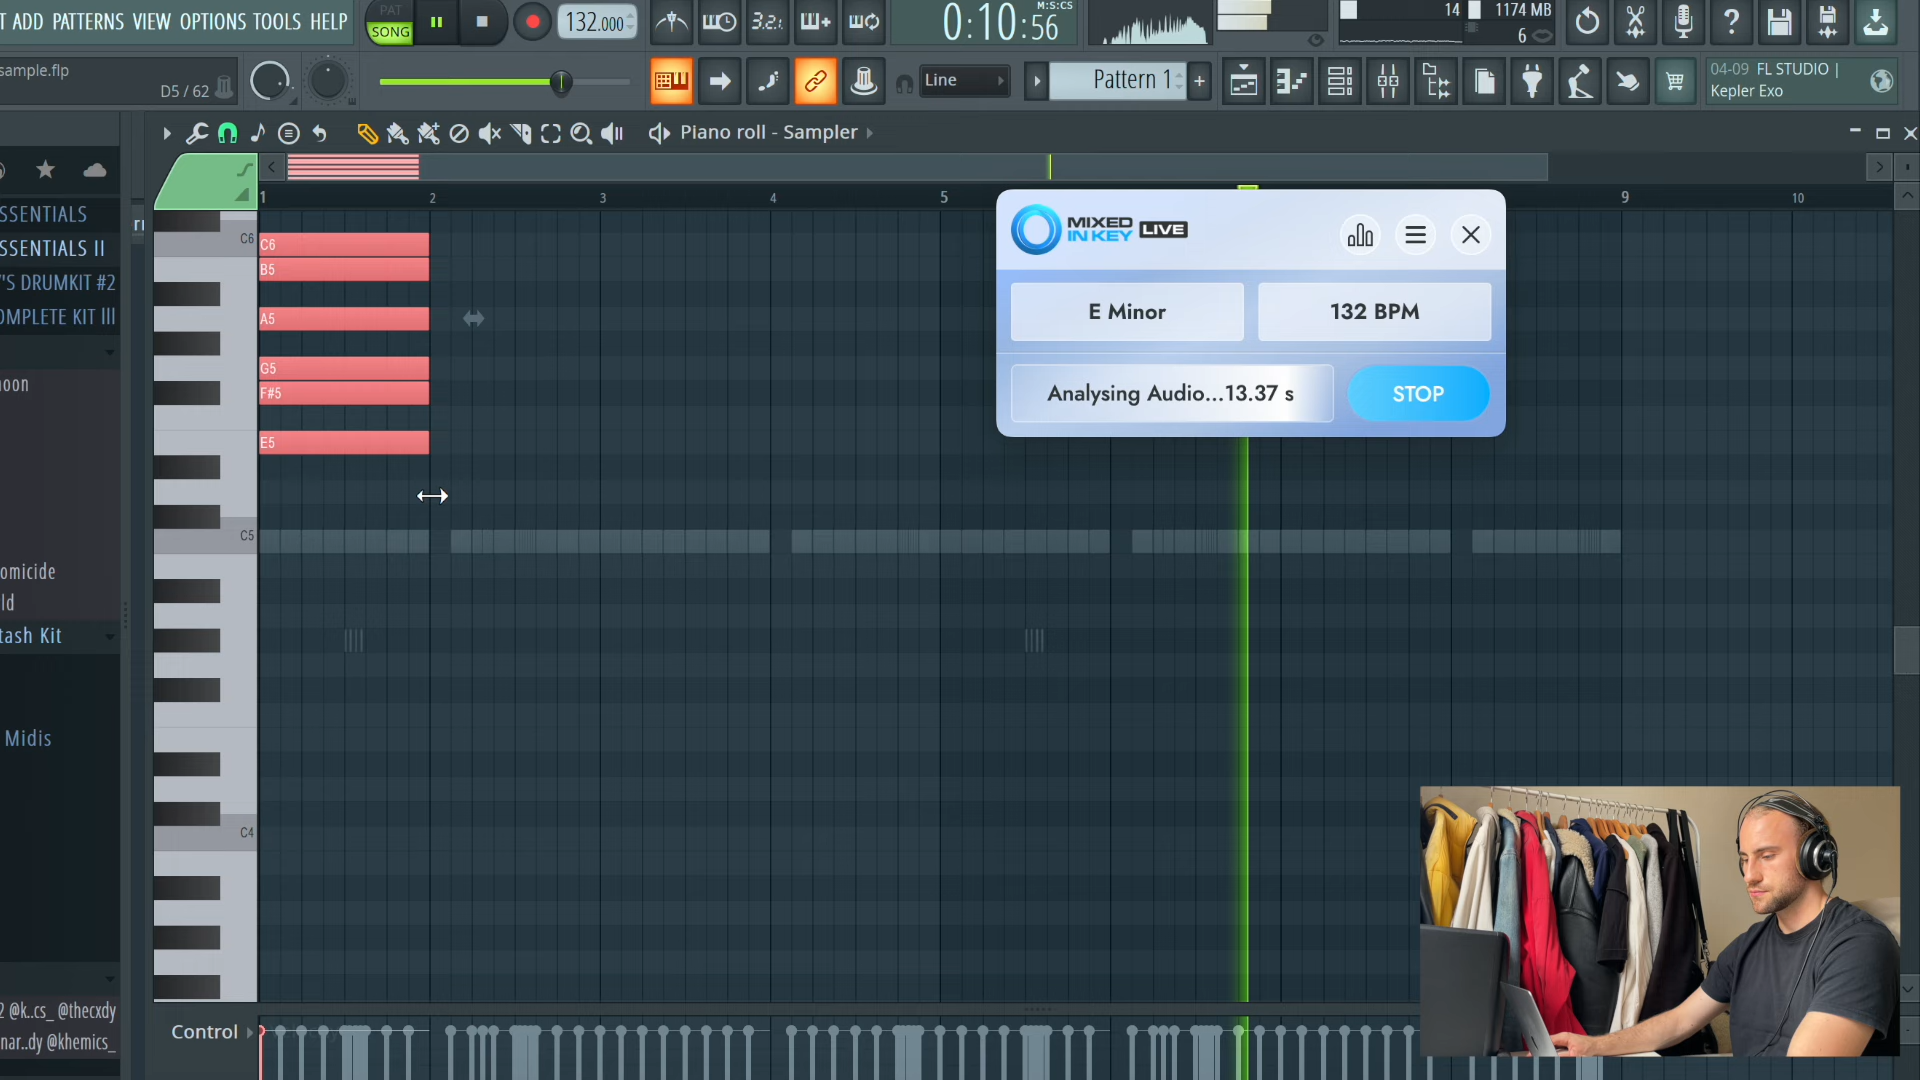 T ADD PATTERNS VIEW OPTIONS TOOLS HELP
PAT
SONG
132.000
3.2.1
0:10:56
M:S:CS
14
1174 MB
6
sample.flp
D5 / 62
Line
Pattern 1
+
04-09 FL STUDIO |
Kepler Exo
Piano roll - Sampler
1 2 3 4 5 9 10
SSENTIALS
SSENTIALS II
'S DRUMKIT #2
OMPLETE KIT III
oon
omicide
ld
tash Kit
Midis
2 @k..cs_ @thecxdy
nar..dy @khemics_
C6
C6
B5
A5
G5
F#5
E5
C5
C4
MIXED
IN KEY LIVE
E Minor
132 BPM
Analysing Audio...13.37 s
STOP
Control